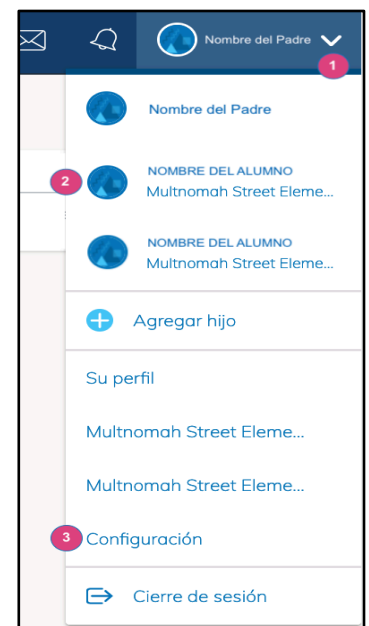 Nombre del Padre
1
Nombre del Padre
2
NOMBRE DEL ALUMNO
Multnomah Street Eleme...
NOMBRE DEL ALUMNO
Multnomah Street Eleme...
Agregar hijo
Su perfil
Multnomah Street Eleme...
Multnomah Street Eleme...
3 Configuración
Cierre de sesión